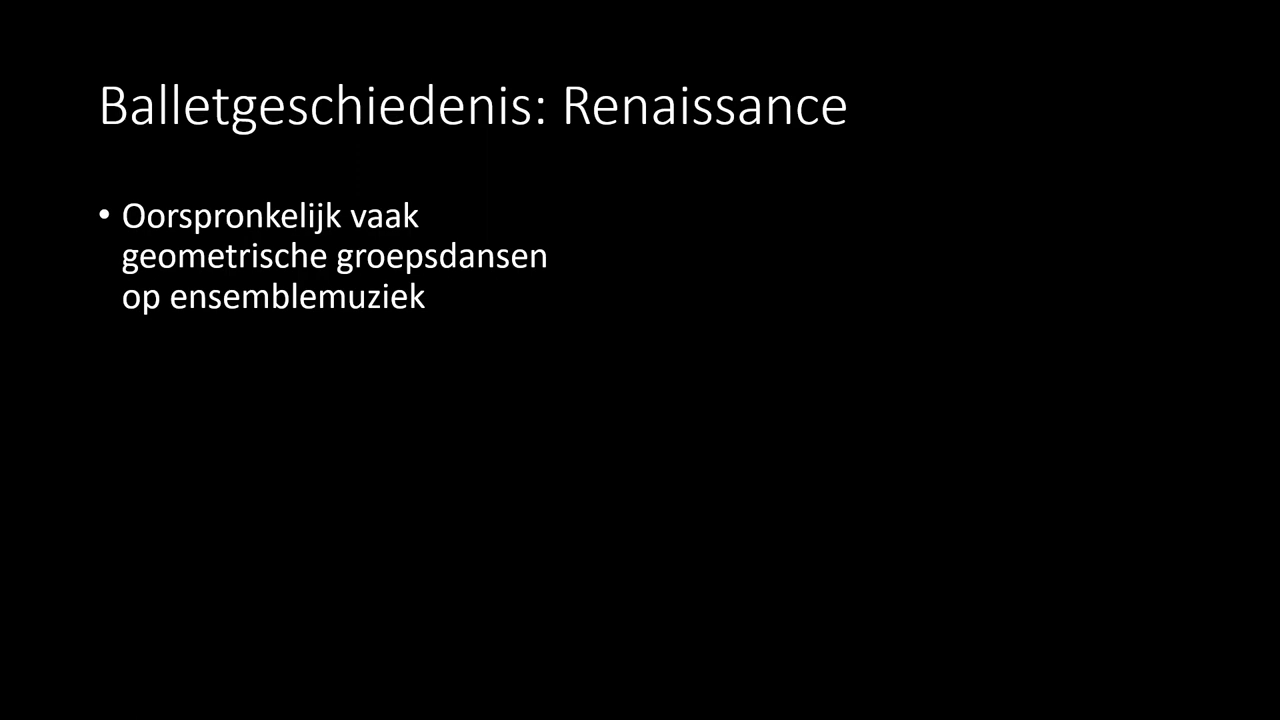 Balletgeschiedenis: Renaissance
• Oorspronkelijk vaak
geometrische groepsdansen
op ensemblemuziek